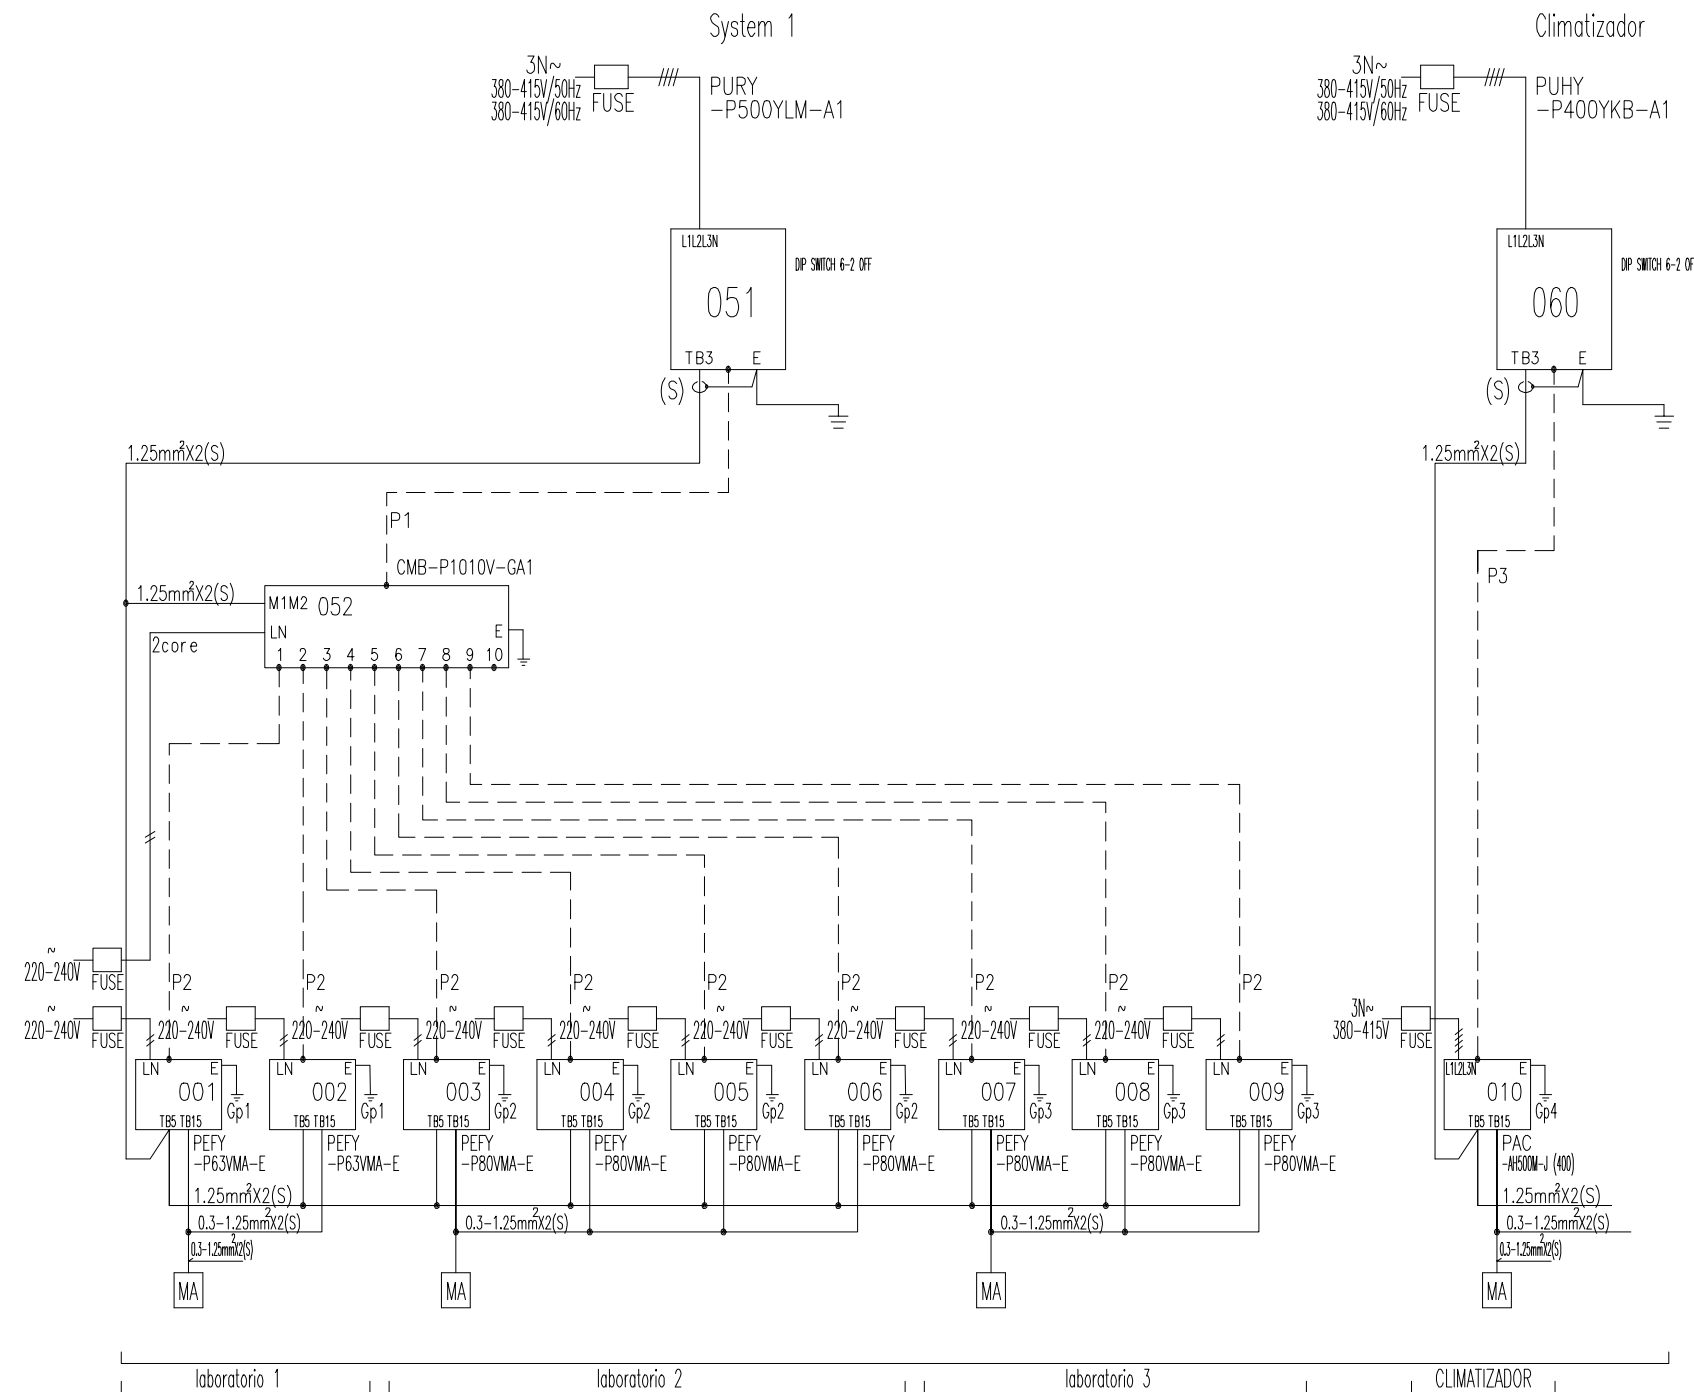 System 1
Climatizador
3N~
380-415V/50Hz
380-415V/60Hz
FUSE
PURY
-P500YLM-A1
3N~
380-415V/50Hz
380-415V/60Hz
FUSE
PUHY
-P400YKB-A1
L1L2L3N
DIP SWITCH 6-2 OFF
051
TB3 E
(S)
L1L2L3N
DIP SWITCH 6-2 OF
060
TB3 E
(S)
1.25mm²X2(S)
1.25mm²X2(S)
P1
CMB-P1010V-GA1
P3
1.25mm²X2(S)
M1M2 052
LN E
2core
1 2 3 4 5 6 7 8 9 10
~
220-240V
FUSE
P2 P2 P2 P2 P2 P2 P2 P2 P2
~ ~ ~ ~ ~ ~ ~ ~ ~ 3N~
220-240V 220-240V 220-240V 220-240V 220-240V 220-240V 220-240V 220-240V 220-240V 380-415V
FUSE FUSE FUSE FUSE FUSE FUSE FUSE FUSE FUSE FUSE
LN E LN E LN E LN E LN E LN E LN E LN E LN E L1L2L3N E
001 002 003 004 005 006 007 008 009 010
Gp1 Gp1 Gp2 Gp2 Gp2 Gp2 Gp3 Gp3 Gp3 Gp4
TB5 TB15 TB5 TB15 TB5 TB15 TB5 TB15 TB5 TB15 TB5 TB15 TB5 TB15 TB5 TB15 TB5 TB15 TB5 TB15
PEFY PEFY PEFY PEFY PEFY PEFY PEFY PEFY PEFY PAC
-P63VMA-E -P63VMA-E -P80VMA-E -P80VMA-E -P80VMA-E -P80VMA-E -P80VMA-E -P80VMA-E -P80VMA-E -AH500M-J (400)
1.25mm²X2(S) 1.25mm²X2(S)
0.3-1.25mm²X2(S) 0.3-1.25mm²X2(S) 0.3-1.25mm²X2(S) 0.3-1.25mm²X2(S)
0.3-1.25mm²X2(S) 0.3-1.25mm²X2(S)
MA MA MA MA
laboratorio 1 laboratorio 2 laboratorio 3 CLIMATIZADOR